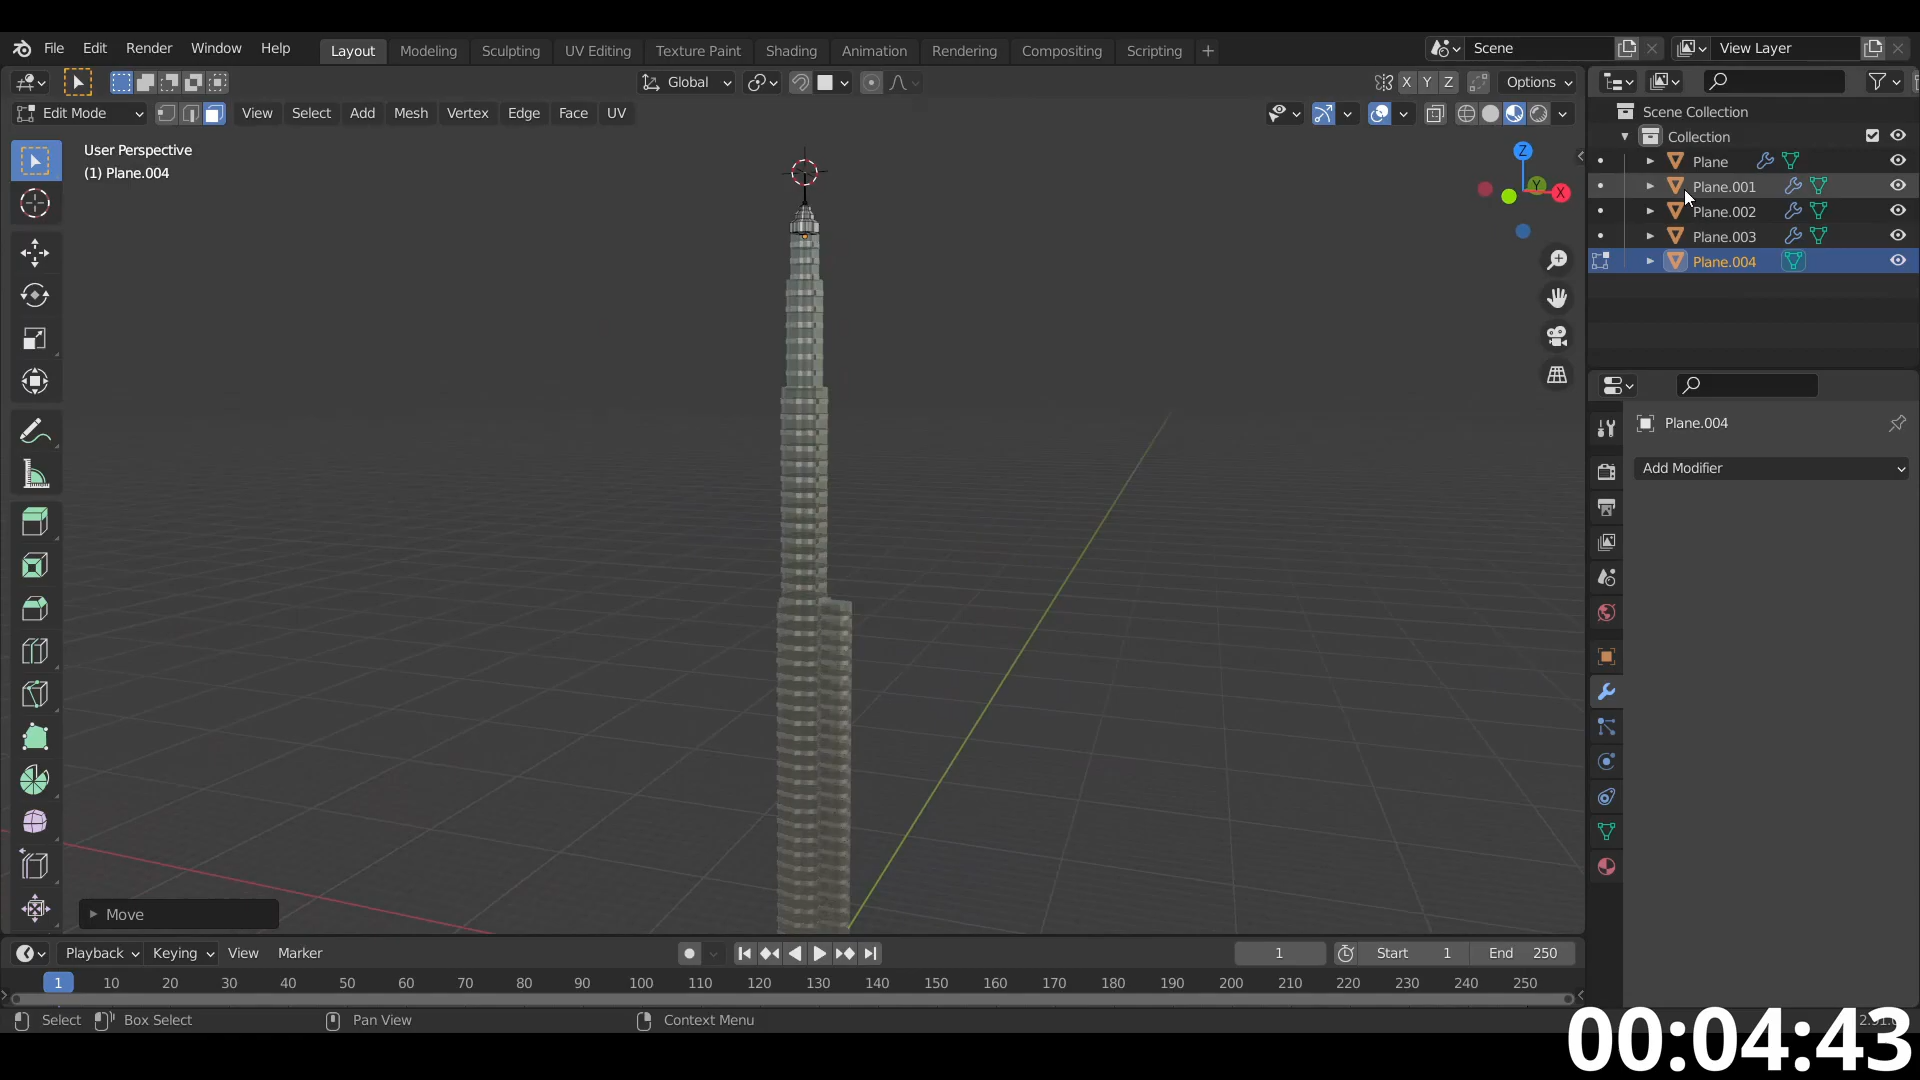 File Edit Render Window Help Layout Modeling Sculpting UV Editing Texture Paint Shading Animation Rendering Compositing Scripting + Scene View Layer
Global X Y Z Options
Edit Mode View Select Add Mesh Vertex Edge Face UV
User Perspective
(1) Plane.004
Z
Y
X
Scene Collection
Collection
Plane
Plane.001
Plane.002
Plane.003
Plane.004
Plane.004
Add Modifier
Move
Playback Keying View Marker 1 Start 1 End 250
1 10 20 30 40 50 60 70 80 90 100 110 120 130 140 150 160 170 180 190 200 210 220 230 240 250
Select Box Select Pan View Context Menu
00:04:43